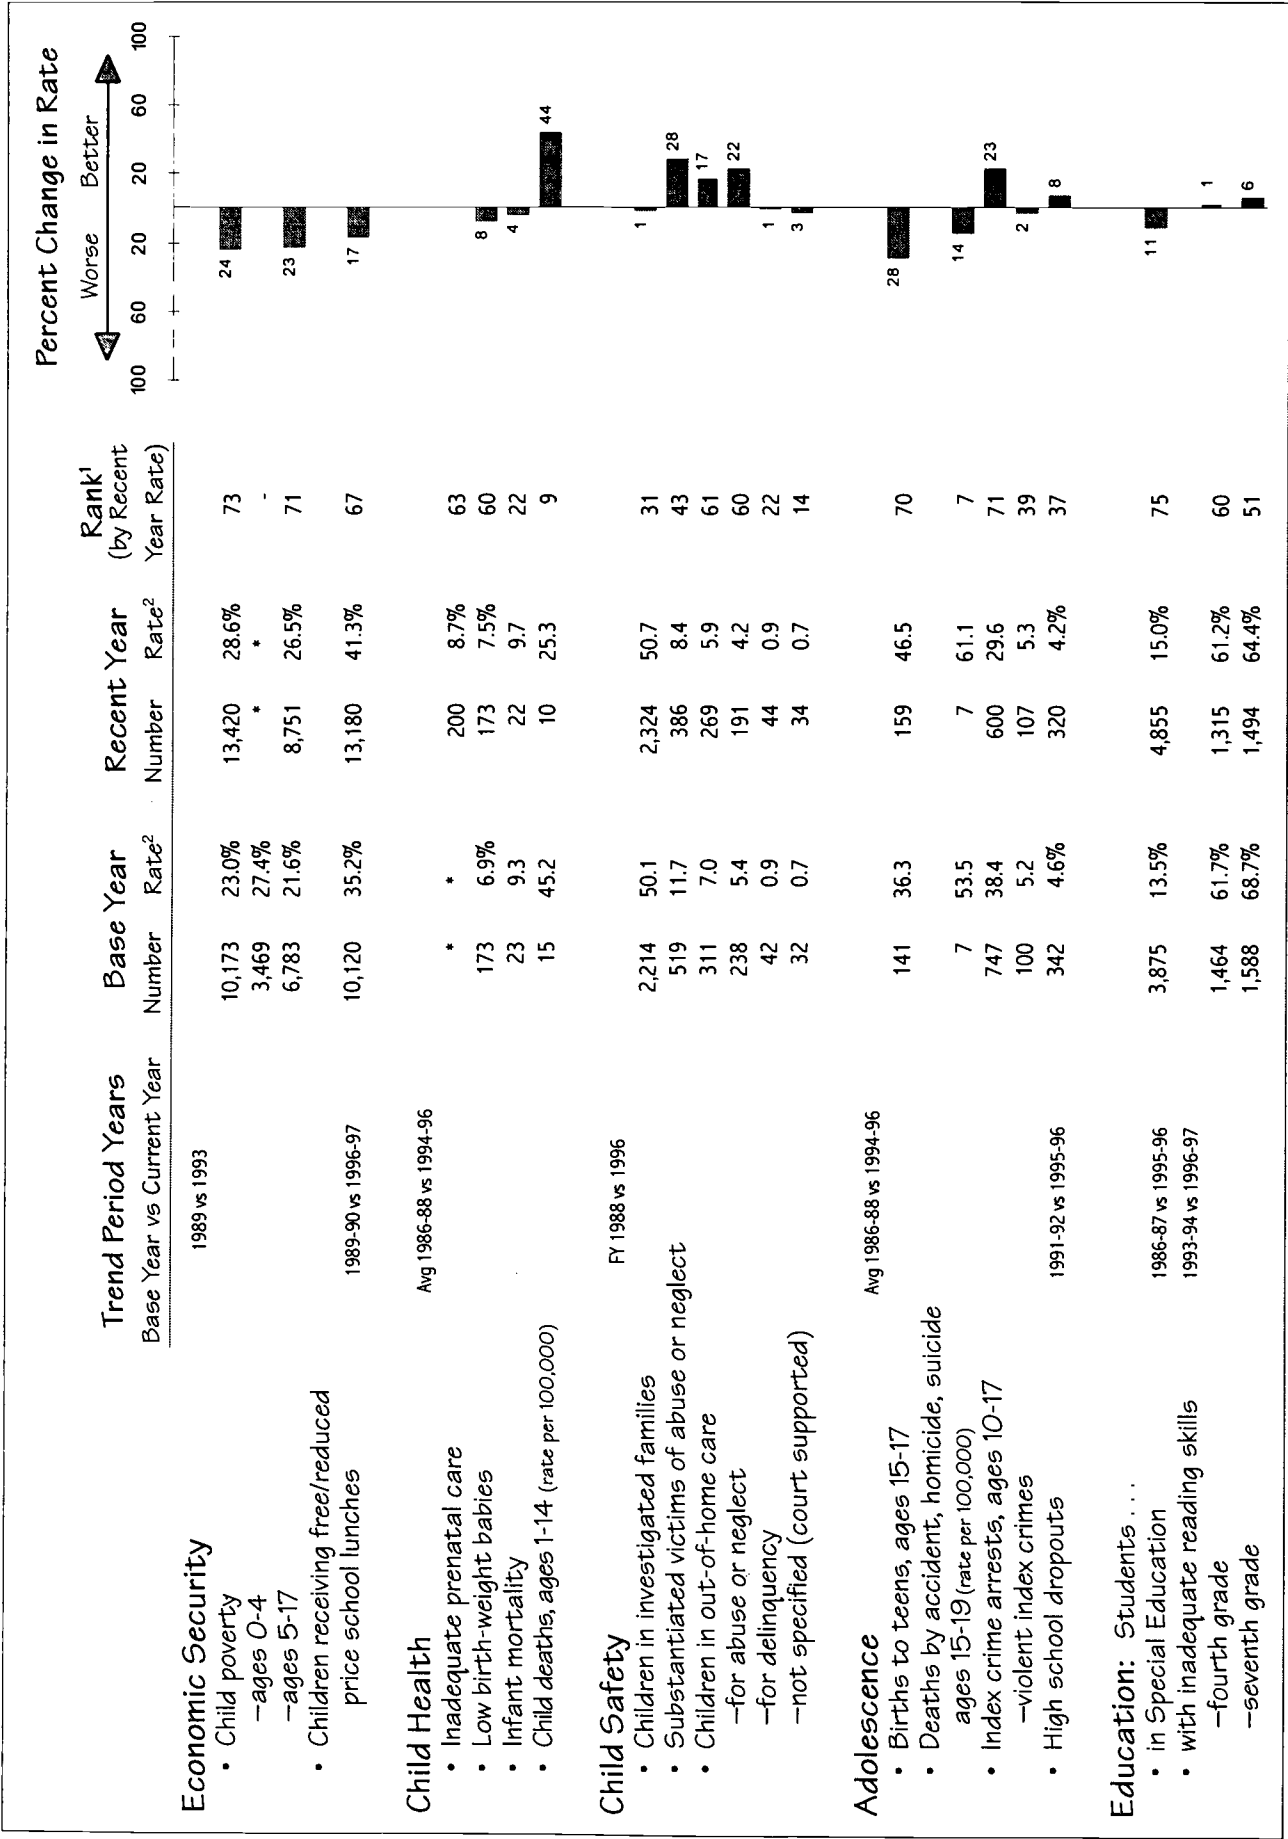 Trend Period Years Base Year Recent Year Rank¹ Percent Change in Rate
(by Recent Worse Better
Base Year vs Current Year Number Rate² Number Rate² Year Rate) 100 60 20 20 60 100
Economic Security 1989 vs 1993
• Child poverty 10,173 23.0% 13,420 28.6% 73 24
–ages 0-4 3,469 27.4% * * -
–ages 5-17 6,783 21.6% 8,751 26.5% 71 23
• Children receiving free/reduced
price school lunches 1989-90 vs 1996-97 10,120 35.2% 13,180 41.3% 67 17
Child Health Avg 1986-88 vs 1994-96
• Inadequate prenatal care * * 200 8.7% 63
• Low birth-weight babies 173 6.9% 173 7.5% 60 8
• Infant mortality 23 9.3 22 9.7 22 4
• Child deaths, ages 1-14 (rate per 100,000) 15 45.2 10 25.3 9 44
Child Safety FY 1988 vs 1996
• Children in investigated families 2,214 50.1 2,324 50.7 31 1
• Substantiated victims of abuse or neglect 519 11.7 386 8.4 43 28
• Children in out-of-home care 311 7.0 269 5.9 61 17
–for abuse or neglect 238 5.4 191 4.2 60 22
–for delinquency 42 0.9 44 0.9 22 1
–not specified (court supported) 32 0.7 34 0.7 14 3
Adolescence Avg 1986-88 vs 1994-96
• Births to teens, ages 15-17 141 36.3 159 46.5 70 28
• Deaths by accident, homicide, suicide
ages 15-19 (rate per 100,000) 7 53.5 7 61.1 7 14
• Index crime arrests, ages 10-17 747 38.4 600 29.6 71 23
–violent index crimes 100 5.2 107 5.3 39 2
• High school dropouts 1991-92 vs 1995-96 342 4.6% 320 4.2% 37 8
Education: Students . . . .
• in Special Education 1986-87 vs 1995-96 3,875 13.5% 4,855 15.0% 75 11
• with inadequate reading skills 1993-94 vs 1996-97
–fourth grade 1,464 61.7% 1,315 61.2% 60 1
–seventh grade 1,588 68.7% 1,494 64.4% 51 6